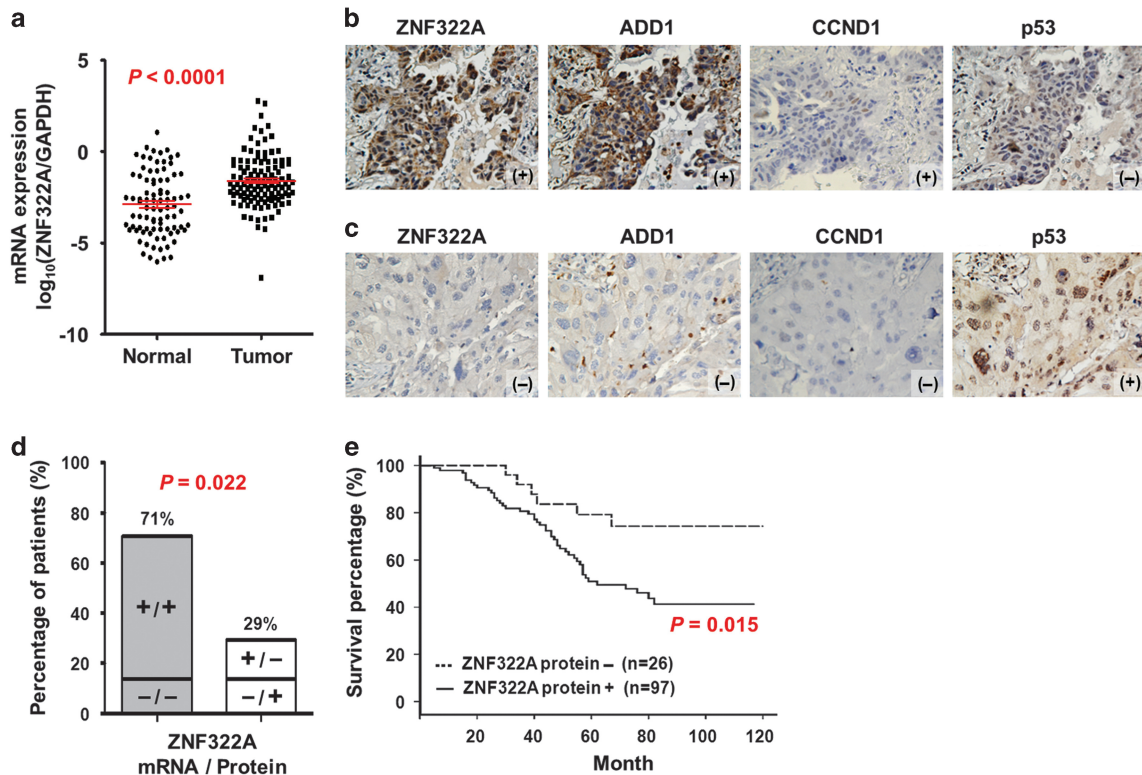 a
P < 0.0001
mRNA expression
log10(ZNF322A/GAPDH)
5
0
-5
-10
Normal
Tumor
b
ZNF322A
ADD1
CCND1
p53
(+)
(+)
(+)
(–)
c
ZNF322A
ADD1
CCND1
p53
(–)
(–)
(–)
(+)
d
Percentage of patients (%)
100
80
60
40
20
0
P = 0.022
71%
29%
+/+
–/–
+/–
–/+
ZNF322A
mRNA / Protein
e
Survival percentage (%)
100
80
60
40
20
0
P = 0.015
ZNF322A protein – (n=26)
ZNF322A protein + (n=97)
20
40
60
80
100
120
Month